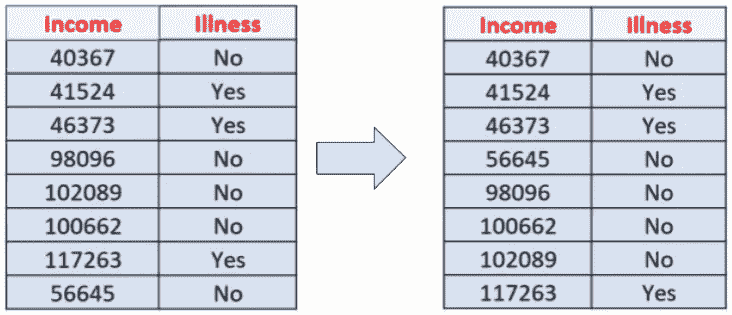 Income Illness
40367 No
41524 Yes
46373 Yes
98096 No
102089 No
100662 No
117263 Yes
56645 No
Income Illness
40367 No
41524 Yes
46373 Yes
56645 No
98096 No
100662 No
102089 No
117263 Yes